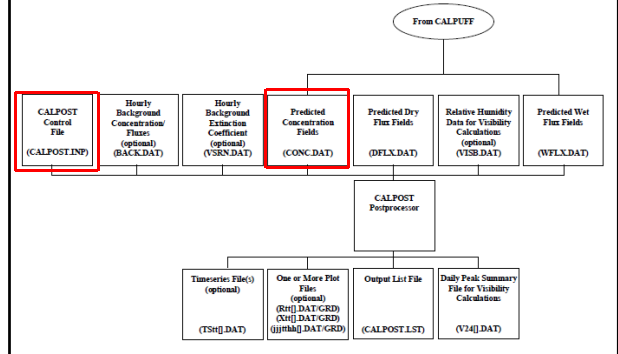 From CALPUFF
CALPOST
Control
File
(CALPOST.INP)
Hourly
Background
Concentration/
Fluxes
(optional)
(BACK.DAT)
Hourly
Background
Extinction
Coefficient
(optional)
(VSRN.DAT)
Predicted
Concentration
Fields
(CONC.DAT)
Predicted Dry
Flux Fields
(DFLX.DAT)
Relative Humidity
Data for Visibility
Calculations
(optional)
(VISB.DAT)
Predicted Wet
Flux Fields
(WFLX.DAT)
CALPOST
Postprocessor
Timeseries File(s)
(optional)
(TStt[].DAT)
One or More Plot
Files
(optional)
(Rtt[].DAT/GRD)
(Xtt[].DAT/GRD)
(jjjtthh[].DAT/GRD)
Output List File
(CALPOST.LST)
Daily Peak Summary
File for Visibility
Calculations
(V24[].DAT)